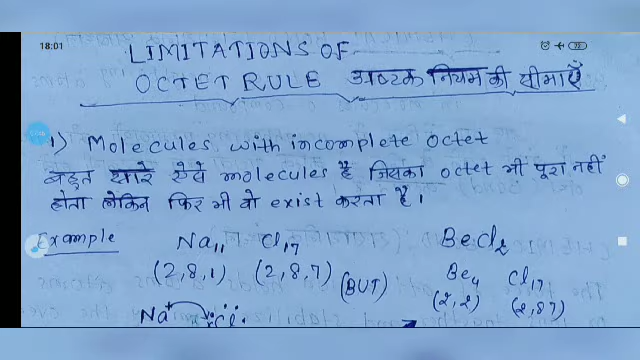 18:01
LIMITATIONS OF
OCTET RULE अष्टक नियम की सीमाएँ
1) Molecules with incomplete octet
बहुत सारे ऐसे molecules है जिसका octet भी पूरा नहीं
होता लेकिन फिर भी वो exist करता है।
Example Na₁₁ Cl₁₇ BeCl₂
(2,8,1) (2,8,7) (BUT) Be₄ Cl₁₇
(2,2) (2,87)
Na⁺ Cl